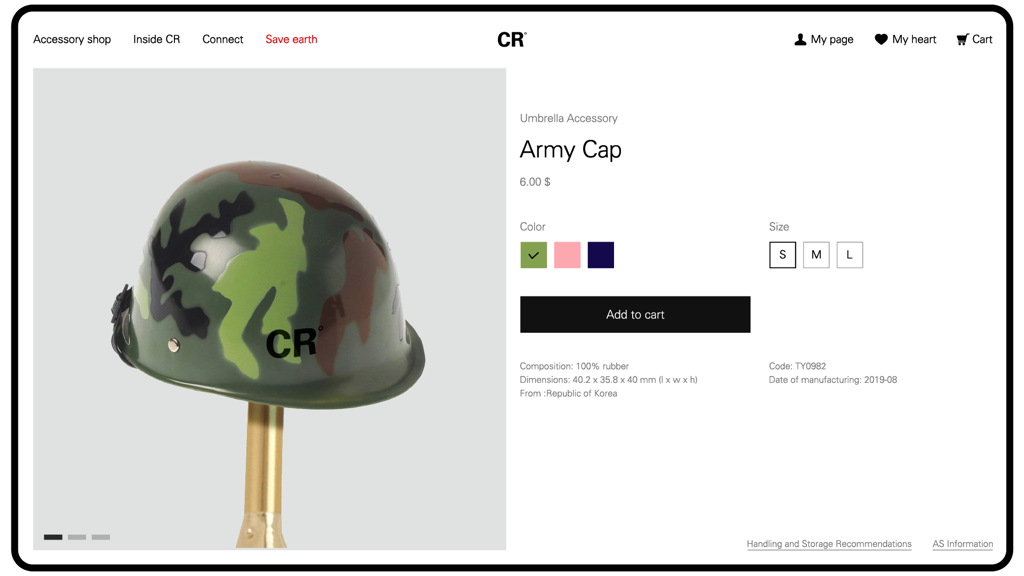 Accessory shop Inside CR Connect Save earth CR° My page My heart Cart
Umbrella Accessory
Army Cap
6.00 $
Color Size
S M L
Add to cart
CR°
Composition: 100% rubber Code: TY0982
Dimensions: 40.2 x 35.8 x 40 mm (l x w x h) Date of manufacturing: 2019-08
From :Republic of Korea
Handling and Storage Recommendations AS Information